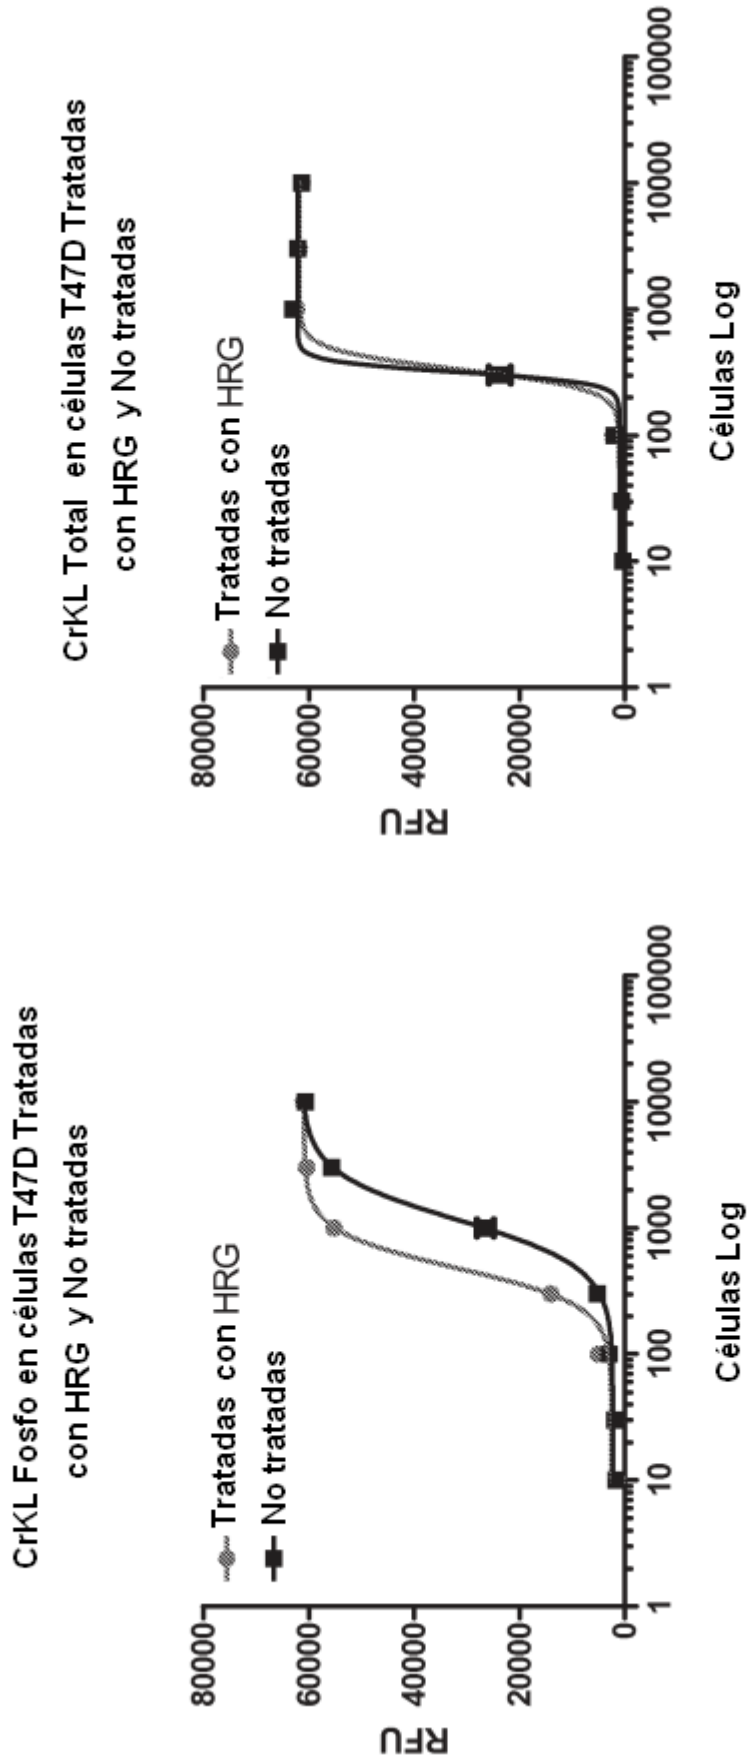 CrKL Fosfo en células T47D Tratadas
con HRG y No tratadas
Tratadas con HRG
No tratadas
80000
60000
40000
20000
0
RFU
1
10
100
1000
10000
100000
Células Log
CrKL Total en células T47D Tratadas
con HRG y No tratadas
Tratadas con HRG
No tratadas
80000
60000
40000
20000
0
RFU
1
10
100
1000
10000
100000
Células Log